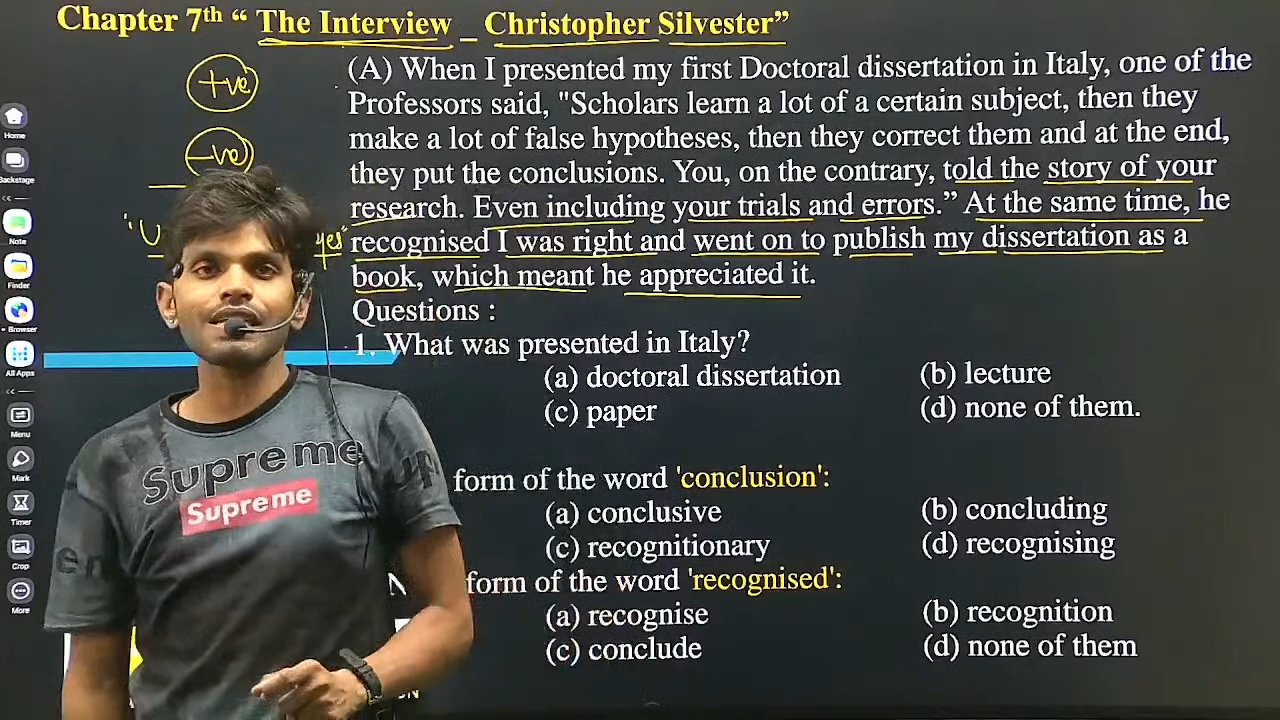 Chapter 7th “ The Interview _ Christopher Silvester”
+ve
-ve
(A) When I presented my first Doctoral dissertation in Italy, one of the
Professors said, "Scholars learn a lot of a certain subject, then they
make a lot of false hypotheses, then they correct them and at the end,
they put the conclusions. You, on the contrary, told the story of your
research. Even including your trials and errors.” At the same time, he
recognised I was right and went on to publish my dissertation as a
book, which meant he appreciated it.
Questions :
1. What was presented in Italy?
(a) doctoral dissertation (b) lecture
(c) paper (d) none of them.
form of the word 'conclusion':
(a) conclusive (b) concluding
(c) recognitionary (d) recognising
N form of the word 'recognised':
(a) recognise (b) recognition
(c) conclude (d) none of them
Home
Backstage
Note
Finder
Browser
All Apps
Menu
Mark
Timer
Crop
More
Supreme
Supreme
up
en
ON